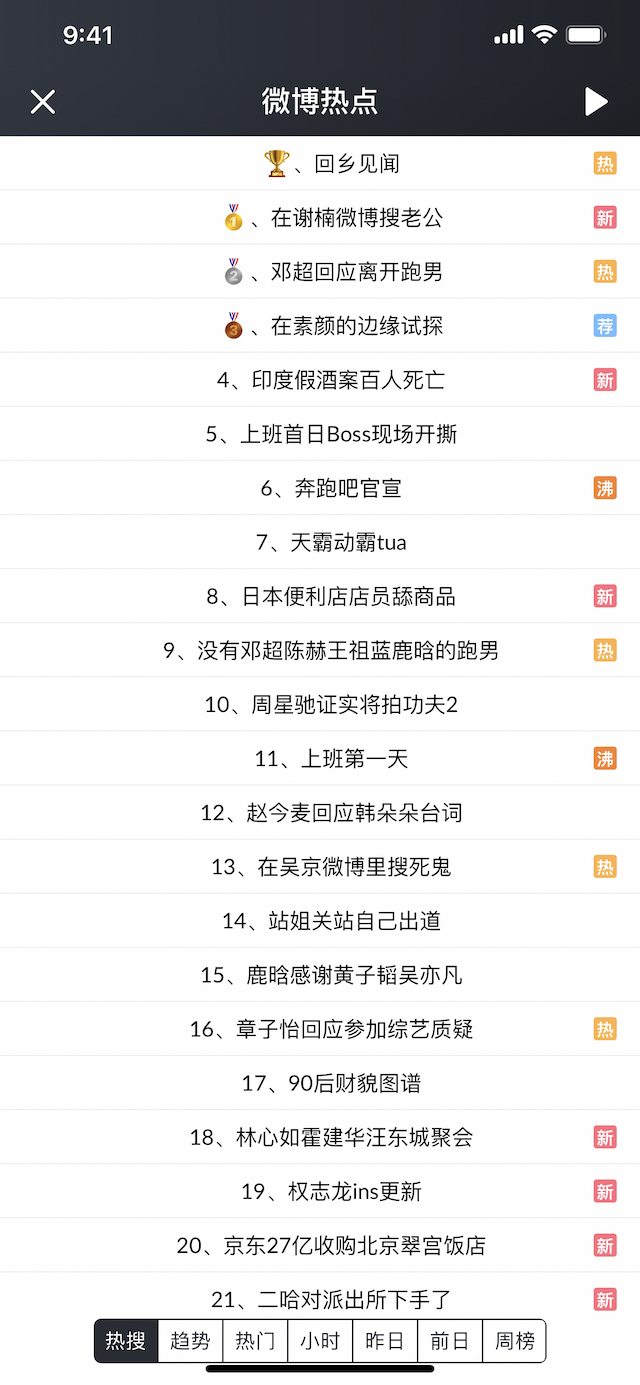 9:41
微博热点
🏆、回乡见闻 热
🥇、在谢楠微博搜老公 新
🥈、邓超回应离开跑男 热
🥉、在素颜的边缘试探 荐
4、印度假酒案百人死亡 新
5、上班首日Boss现场开撕
6、奔跑吧官宣 沸
7、天霸动霸tua
8、日本便利店店员舔商品 新
9、没有邓超陈赫王祖蓝鹿晗的跑男 热
10、周星驰证实将拍功夫2
11、上班第一天 沸
12、赵今麦回应韩朵朵台词
13、在吴京微博里搜死鬼 热
14、站姐关站自己出道
15、鹿晗感谢黄子韬吴亦凡
16、章子怡回应参加综艺质疑 热
17、90后财貌图谱
18、林心如霍建华汪东城聚会 新
19、权志龙ins更新 新
20、京东27亿收购北京翠宫饭店 新
21、二哈对派出所下手了 新
热搜 趋势 热门 小时 昨日 前日 周榜